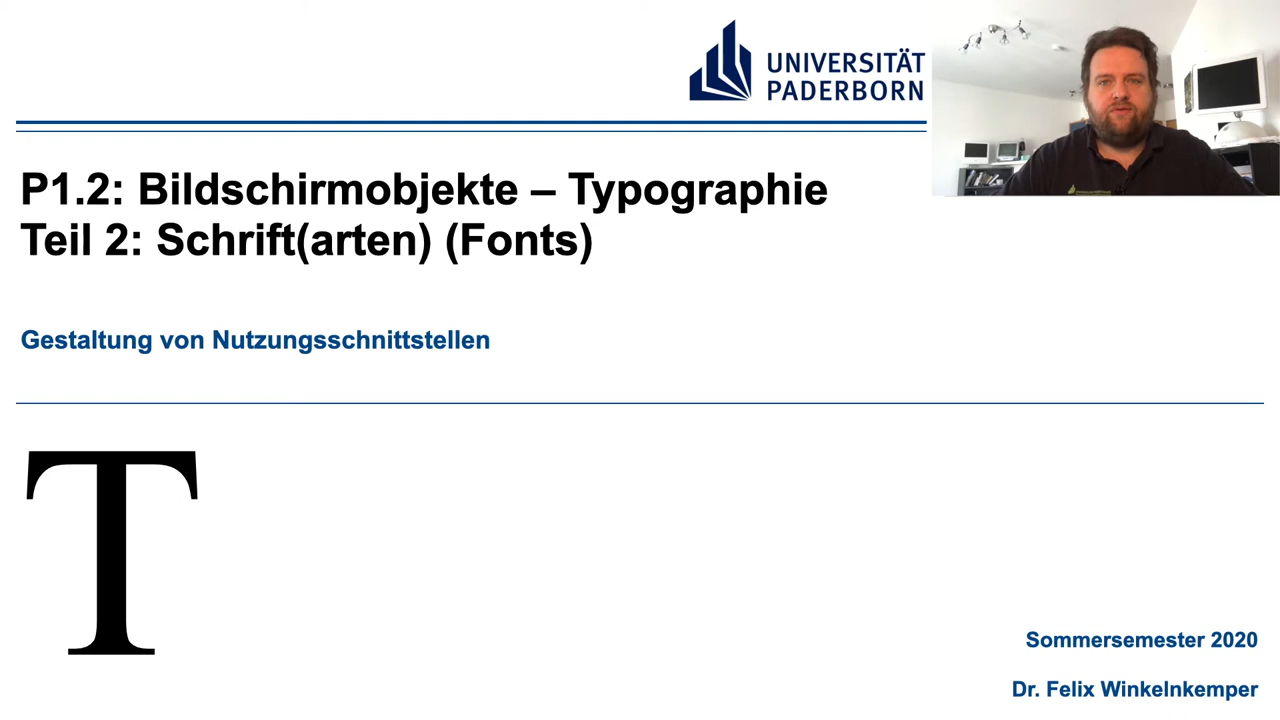 UNIVERSITÄT
PADERBORN
P1.2: Bildschirmobjekte – Typographie
Teil 2: Schrift(arten) (Fonts)
Gestaltung von Nutzungsschnittstellen
T
Sommersemester 2020
Dr. Felix Winkelnkemper